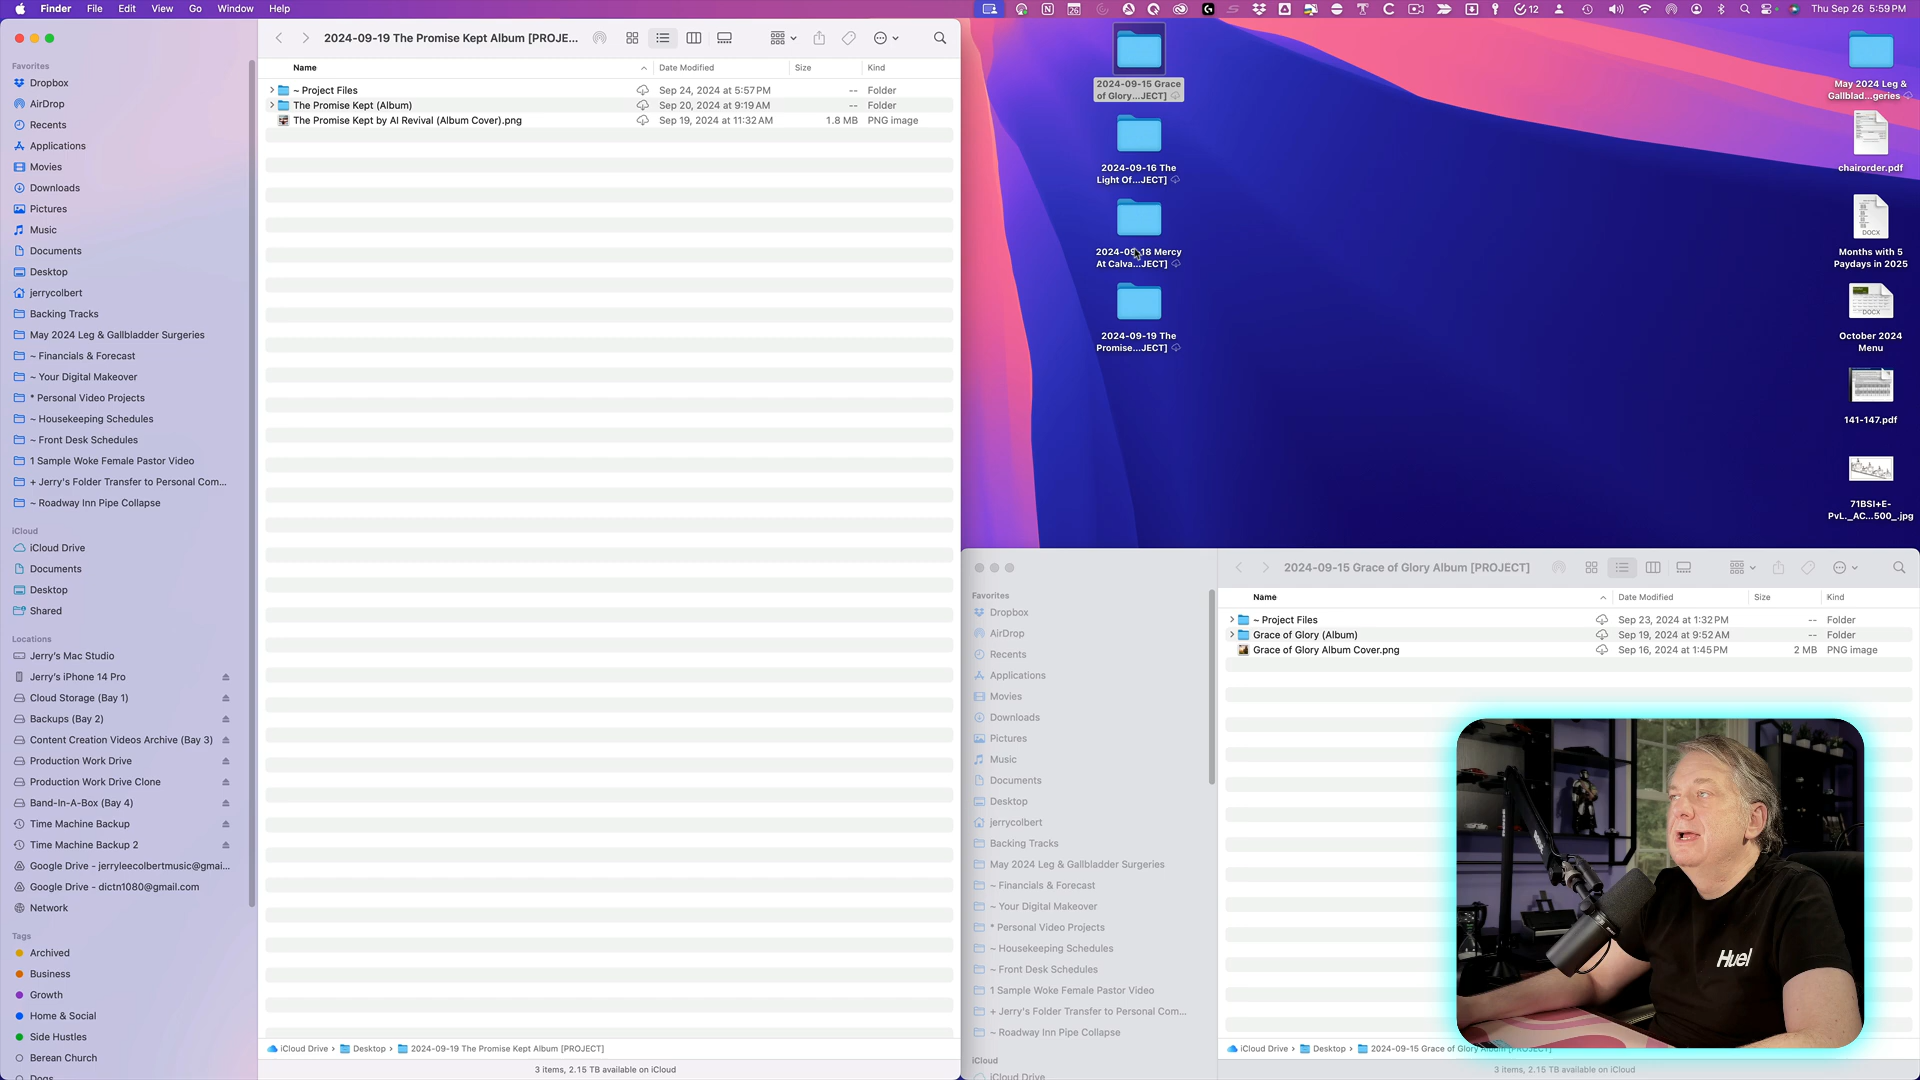 Finder File Edit View Go Window Help
26 12 Thu Sep 26 5:59 PM
2024-09-19 The Promise Kept Album [PROJE...
Favorites
Dropbox
AirDrop
Recents
Applications
Movies
Downloads
Pictures
Music
Documents
Desktop
jerrycolbert
Backing Tracks
May 2024 Leg & Gallbladder Surgeries
~ Financials & Forecast
~ Your Digital Makeover
* Personal Video Projects
~ Housekeeping Schedules
~ Front Desk Schedules
1 Sample Woke Female Pastor Video
+ Jerry's Folder Transfer to Personal Com...
~ Roadway Inn Pipe Collapse
iCloud
iCloud Drive
Documents
Desktop
Shared
Locations
Jerry's Mac Studio
Jerry's iPhone 14 Pro
Cloud Storage (Bay 1)
Backups (Bay 2)
Content Creation Videos Archive (Bay 3)
Production Work Drive
Production Work Drive Clone
Band-In-A-Box (Bay 4)
Time Machine Backup
Time Machine Backup 2
Google Drive - jerryleecolbertmusic@gmai...
Google Drive - dictn1080@gmail.com
Network
Tags
Archived
Business
Growth
Home & Social
Side Hustles
Berean Church
Dogs
Name Date Modified Size Kind
~ Project Files Sep 24, 2024 at 5:57 PM -- Folder
The Promise Kept (Album) Sep 20, 2024 at 9:19 AM -- Folder
The Promise Kept by AI Revival (Album Cover).png Sep 19, 2024 at 11:32 AM 1.8 MB PNG image
iCloud Drive › Desktop › 2024-09-19 The Promise Kept Album [PROJECT]
3 items, 2.15 TB available on iCloud
2024-09-15 Grace
of Glory...JECT]
2024-09-16 The
Light Of...JECT]
2024-09-18 Mercy
At Calva...JECT]
2024-09-19 The
Promise...JECT]
May 2024 Leg &
Gallblad...geries
chairorder.pdf
DOCX
Months with 5
Paydays in 2025
DOCX
October 2024
Menu
141-147.pdf
71BSI+E-
PvL._AC...500_.jpg
2024-09-15 Grace of Glory Album [PROJECT]
Favorites
Dropbox
AirDrop
Recents
Applications
Movies
Downloads
Pictures
Music
Documents
Desktop
jerrycolbert
Backing Tracks
May 2024 Leg & Gallbladder Surgeries
~ Financials & Forecast
~ Your Digital Makeover
* Personal Video Projects
~ Housekeeping Schedules
~ Front Desk Schedules
1 Sample Woke Female Pastor Video
+ Jerry's Folder Transfer to Personal Com...
~ Roadway Inn Pipe Collapse
iCloud
iCloud Drive
Name Date Modified Size Kind
~ Project Files Sep 23, 2024 at 1:32 PM -- Folder
Grace of Glory (Album) Sep 19, 2024 at 9:52 AM -- Folder
Grace of Glory Album Cover.png Sep 16, 2024 at 1:45 PM 2 MB PNG image
Huel
iCloud Drive › Desktop › 2024-09-15 Grace of Glory Album [PROJECT]
3 items, 2.15 TB available on iCloud